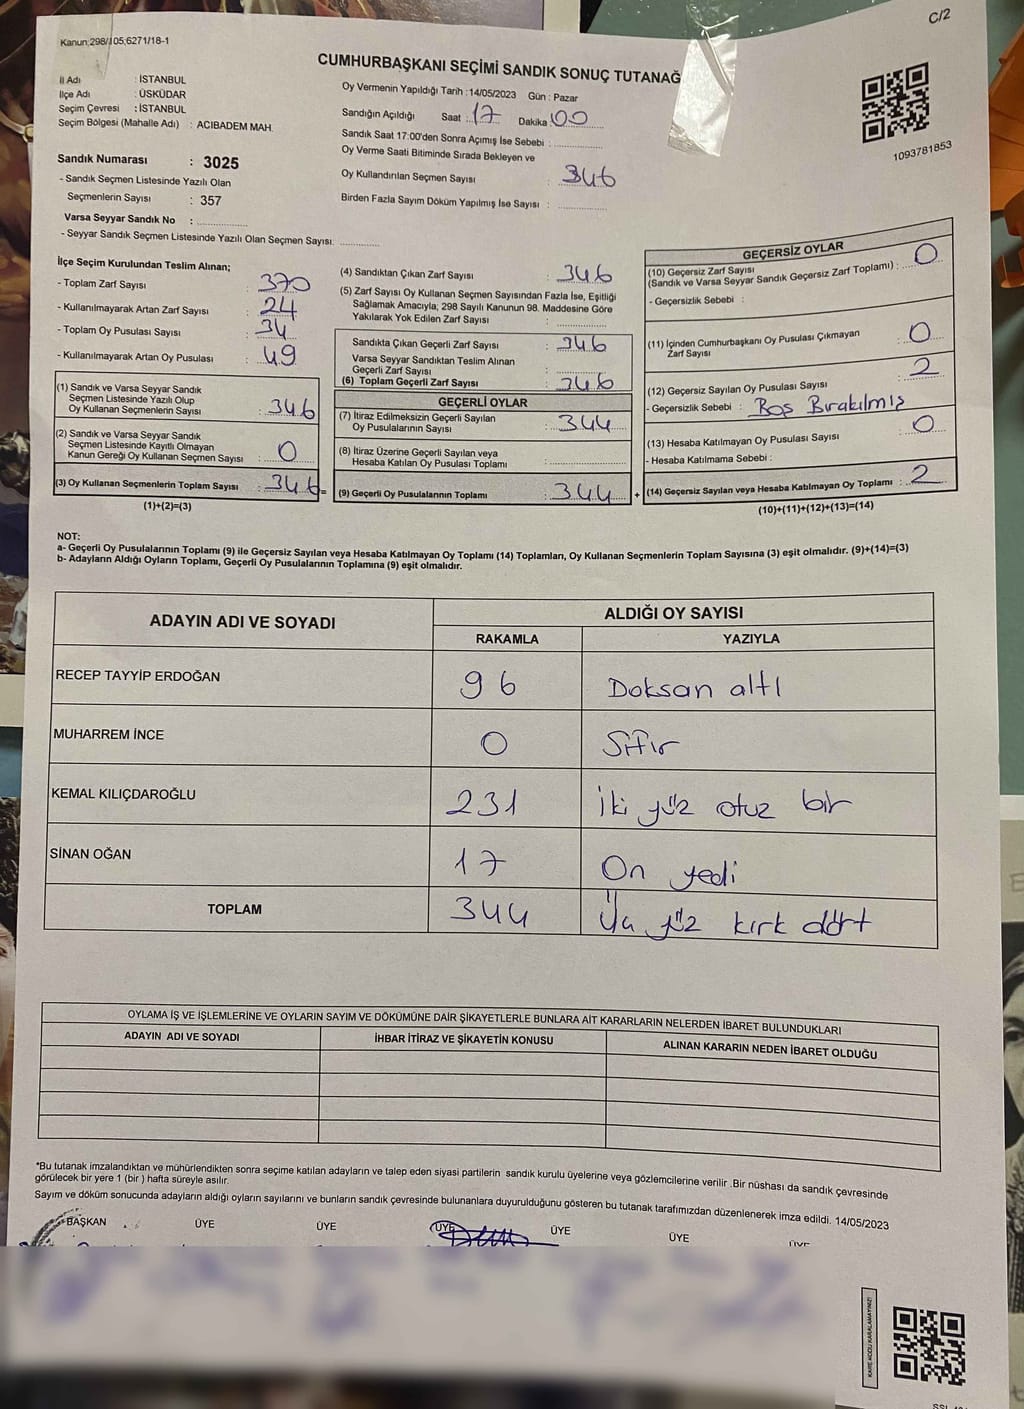 C/2
Kanun:298/105,6271/18-1
CUMHURBAŞKANI SEÇİMİ SANDIK SONUÇ TUTANAĞ
İl Adı : İSTANBUL
İlçe Adı : ÜSKÜDAR
Seçim Çevresi : İSTANBUL
Seçim Bölgesi (Mahalle Adı) : ACIBADEM MAH.
Sandık Numarası : 3025
- Sandık Seçmen Listesinde Yazılı Olan
Seçmenlerin Sayısı : 357
Varsa Seyyar Sandık No :
- Seyyar Sandık Seçmen Listesinde Yazılı Olan Seçmen Sayısı:
Oy Vermenin Yapıldığı Tarih :14/05/2023 Gün : Pazar
Sandığın Açıldığı Saat : 17 Dakika : 00
Sandık Saat 17:00'den Sonra Açımış İse Sebebi :
Oy Verme Saati Bitiminde Sırada Bekleyen ve
Oy Kullandırılan Seçmen Sayısı : 346
Birden Fazla Sayım Döküm Yapılmış İse Sayısı :
1093781853
İlçe Seçim Kurulundan Teslim Alınan;
- Toplam Zarf Sayısı : 370
- Kullanılmayarak Artan Zarf Sayısı : 24
- Toplam Oy Pusulası Sayısı : 34
- Kullanılmayarak Artan Oy Pusulası : 49
(1) Sandık ve Varsa Seyyar Sandık
Seçmen Listesinde Yazılı Olup
Oy Kullanan Seçmenlerin Sayısı : 346
(2) Sandık ve Varsa Seyyar Sandık
Seçmen Listesinde Kayıtlı Olmayan
Kanun Gereği Oy Kullanan Seçmen Sayısı : 0
(3) Oy Kullanan Seçmenlerin Toplam Sayısı : 346 =
(1)+(2)=(3)
(4) Sandıktan Çıkan Zarf Sayısı : 346
(5) Zarf Sayısı Oy Kullanan Seçmen Sayısından Fazla İse, Eşitliği
Sağlamak Amacıyla; 298 Sayılı Kanunun 98. Maddesine Göre
Yakılarak Yok Edilen Zarf Sayısı :
Sandıkta Çıkan Geçerli Zarf Sayısı : 346
Varsa Seyyar Sandıktan Teslim Alınan
Geçerli Zarf Sayısı :
(6) Toplam Geçerli Zarf Sayısı : 346
GEÇERLİ OYLAR
(7) İtiraz Edilmeksizin Geçerli Sayılan
Oy Pusulalarının Sayısı : 344
(8) İtiraz Üzerine Geçerli Sayılan veya
Hesaba Katılan Oy Pusulası Toplamı :
(9) Geçerli Oy Pusulalarının Toplamı : 344 +
GEÇERSİZ OYLAR
(10) Geçersiz Zarf Sayısı
(Sandık ve Varsa Seyyar Sandık Geçersiz Zarf Toplamı) : 0
- Geçersizlik Sebebi :
(11) İçinden Cumhurbaşkanı Oy Pusulası Çıkmayan
Zarf Sayısı : 0
(12) Geçersiz Sayılan Oy Pusulası Sayısı : 2
- Geçersizlik Sebebi : Boş Bırakılmış
(13) Hesaba Katılmayan Oy Pusulası Sayısı : 0
- Hesaba Katılmama Sebebi :
(14) Geçersiz Sayılan veya Hesaba Katılmayan Oy Toplamı : 2
(10)+(11)+(12)+(13)=(14)
NOT:
a- Geçerli Oy Pusulalarının Toplamı (9) ile Geçersiz Sayılan veya Hesaba Katılmayan Oy Toplamı (14) Toplamları, Oy Kullanan Seçmenlerin Toplam Sayısına (3) eşit olmalıdır. (9)+(14)=(3)
b- Adayların Aldığı Oyların Toplamı, Geçerli Oy Pusulalarının Toplamına (9) eşit olmalıdır.
ADAYIN ADI VE SOYADI ALDIĞI OY SAYISI
RAKAMLA YAZIYLA
RECEP TAYYİP ERDOĞAN 96 Doksan altı
MUHARREM İNCE 0 Sıfır
KEMAL KILIÇDAROĞLU 231 İki yüz otuz bir
SİNAN OĞAN 17 On yedi
TOPLAM 344 yüz kırk dört
OYLAMA İŞ VE İŞLEMLERİNE VE OYLARIN SAYIM VE DÖKÜMÜNE DAİR ŞİKAYETLERLE BUNLARA AİT KARARLARIN NELERDEN İBARET BULUNDUKLARI
ADAYIN ADI VE SOYADI İHBAR İTİRAZ VE ŞİKAYETİN KONUSU ALINAN KARARIN NEDEN İBARET OLDUĞU
*Bu tutanak imzalandıktan ve mühürlendikten sonra seçime katılan adayların ve talep eden siyasi partilerin sandık kurulu üyelerine veya gözlemcilerine verilir .Bir nüshası da sandık çevresinde
görülecek bir yere 1 (bir ) hafta süreyle asılır.
Sayım ve döküm sonucunda adayların aldığı oyların sayılarını ve bunların sandık çevresinde bulunanlara duyurulduğunu gösteren bu tutanak tarafımızdan düzenlenerek imza edildi. 14/05/2023
BAŞKAN ÜYE ÜYE ÜYE ÜYE ÜYE ÜYE
KARE KODU KARALAMAYINIZ!